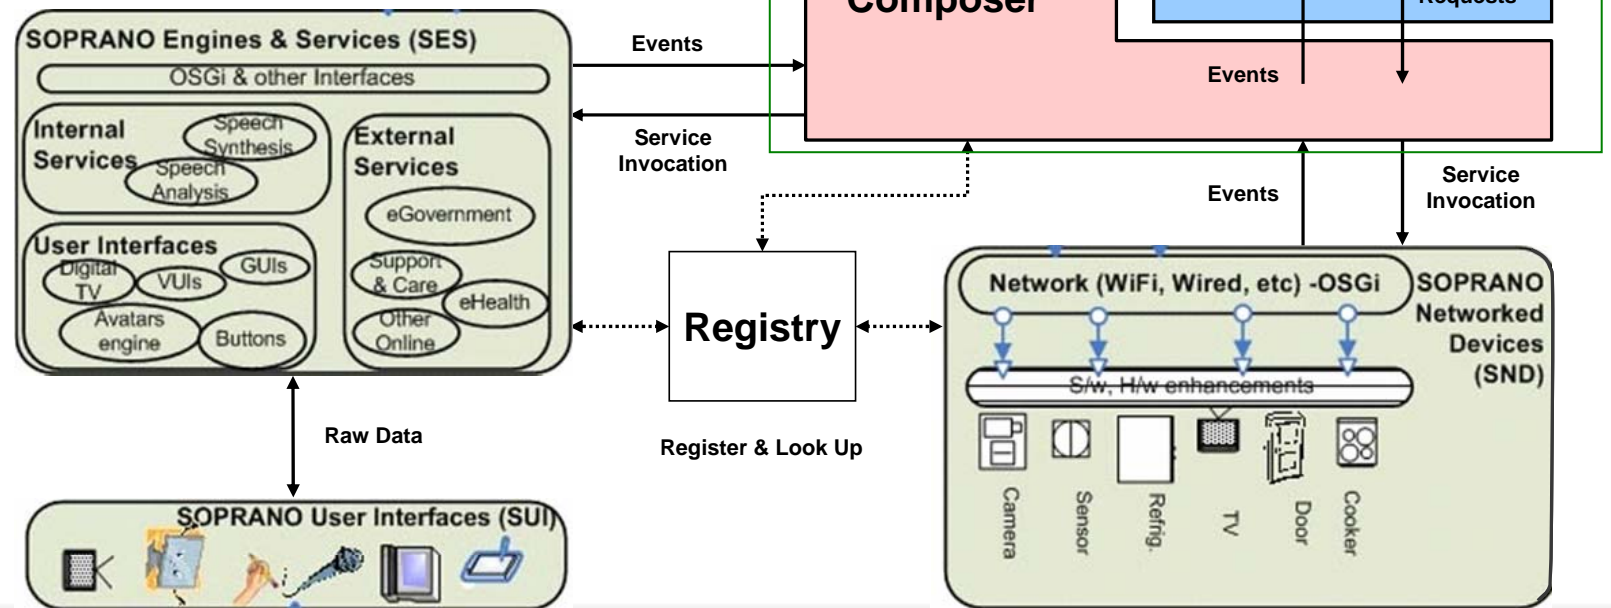 Composer
Requests
SOPRANO Engines & Services (SES)
OSGi & other Interfaces
Internal
Services
Speech
Synthesis
Speech
Analysis
External
Services
eGovernment
Support
& Care
eHealth
Other
Online
User Interfaces
Digital
TV
VUIs
GUIs
Avatars
engine
Buttons
Events
Service
Invocation
Events
Events
Service
Invocation
Registry
Register & Look Up
Raw Data
SOPRANO User Interfaces (SUI)
Network (WiFi, Wired, etc) -OSGi
SOPRANO
Networked
Devices
(SND)
S/w, H/w enhancements
Camera
Sensor
Refrig.
TV
Door
Cooker